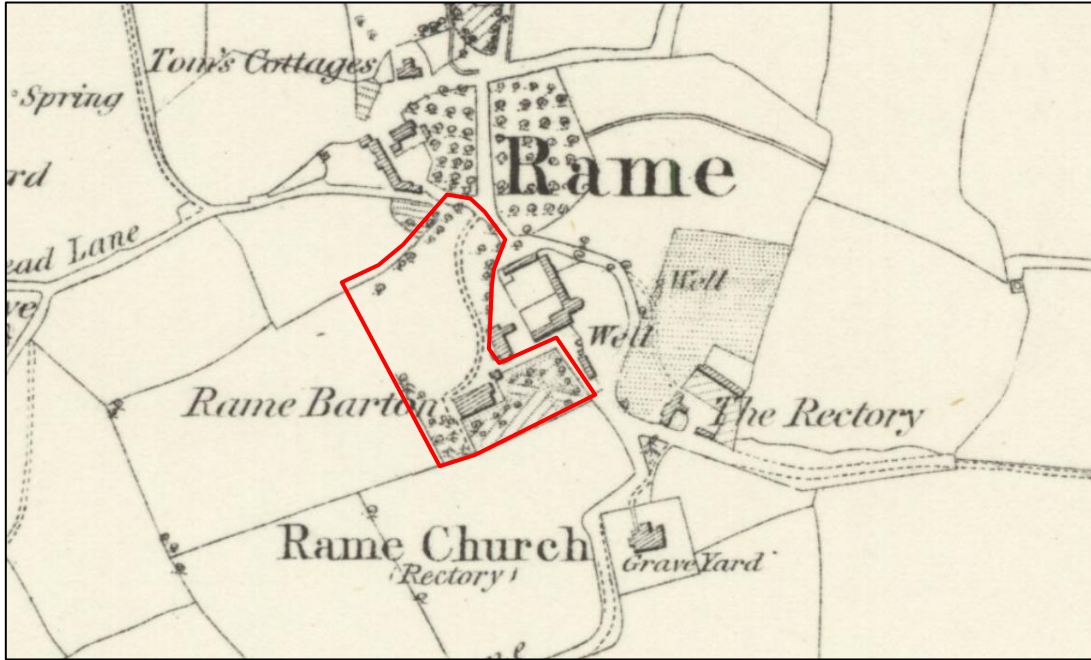 Tom's Cottages
Spring
Rame
rd
ead Lane
Well
ve
Well
Rame Barton
The Rectory
Rame Church
(Rectory)
Grave Yard